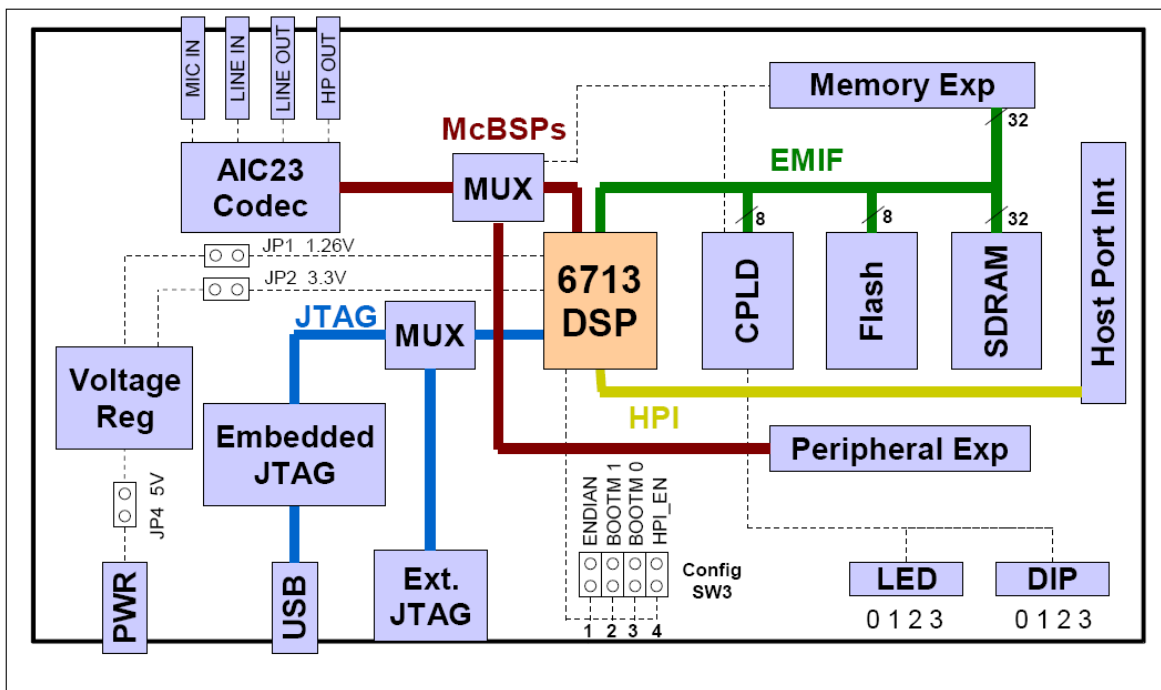 MIC IN
LINE IN
LINE OUT
HP OUT
Memory Exp
32
McBSPs
EMIF
AIC23
Codec
MUX
8
8
32
Host Port Int
JP1 1.26V
JP2 3.3V
6713
DSP
CPLD
Flash
SDRAM
JTAG
MUX
Voltage
Reg
HPI
Embedded
JTAG
Peripheral Exp
JP4 5V
ENDIAN
BOOTM 1
BOOTM 0
HPI_EN
Config
SW3
1 2 3 4
PWR
USB
Ext.
JTAG
LED
0 1 2 3
DIP
0 1 2 3